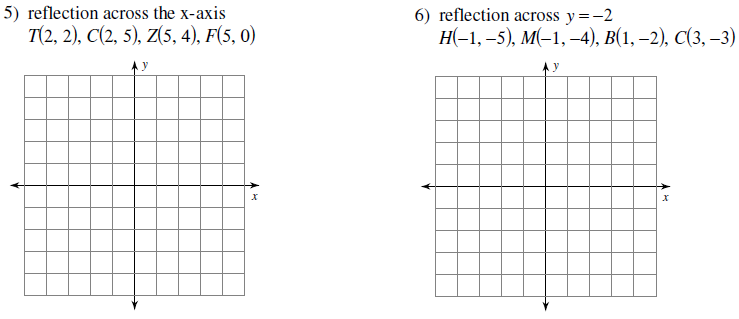 5) reflection across the x-axis
T(2, 2), C(2, 5), Z(5, 4), F(5, 0)
y
x
6) reflection across y = −2
H(−1, −5), M(−1, −4), B(1, −2), C(3, −3)
y
x